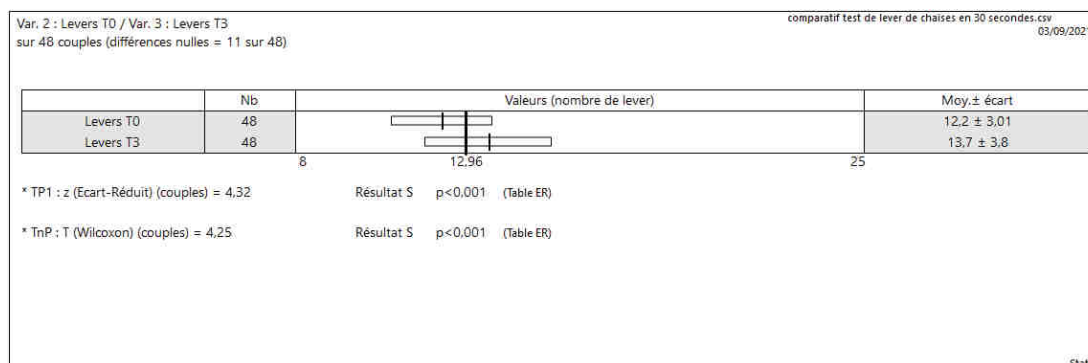 Var. 2 : Levers T0 / Var. 3 : Levers T3
comparatif test de lever de chaises en 30 secondes.csv
sur 48 couples (différences nulles = 11 sur 48)
Nb Valeurs (nombre de lever) Moy.± écart
Levers T0 48 12,2 ± 3,01
Levers T3 48 13,7 ± 3,8
8 12,96 25
* TP1 : z (Ecart-Réduit) (couples) = 4,32 Résultat S p<0,001 (Table ER)
* TnP : T (Wilcoxon) (couples) = 4,25 Résultat S p<0,001 (Table ER)